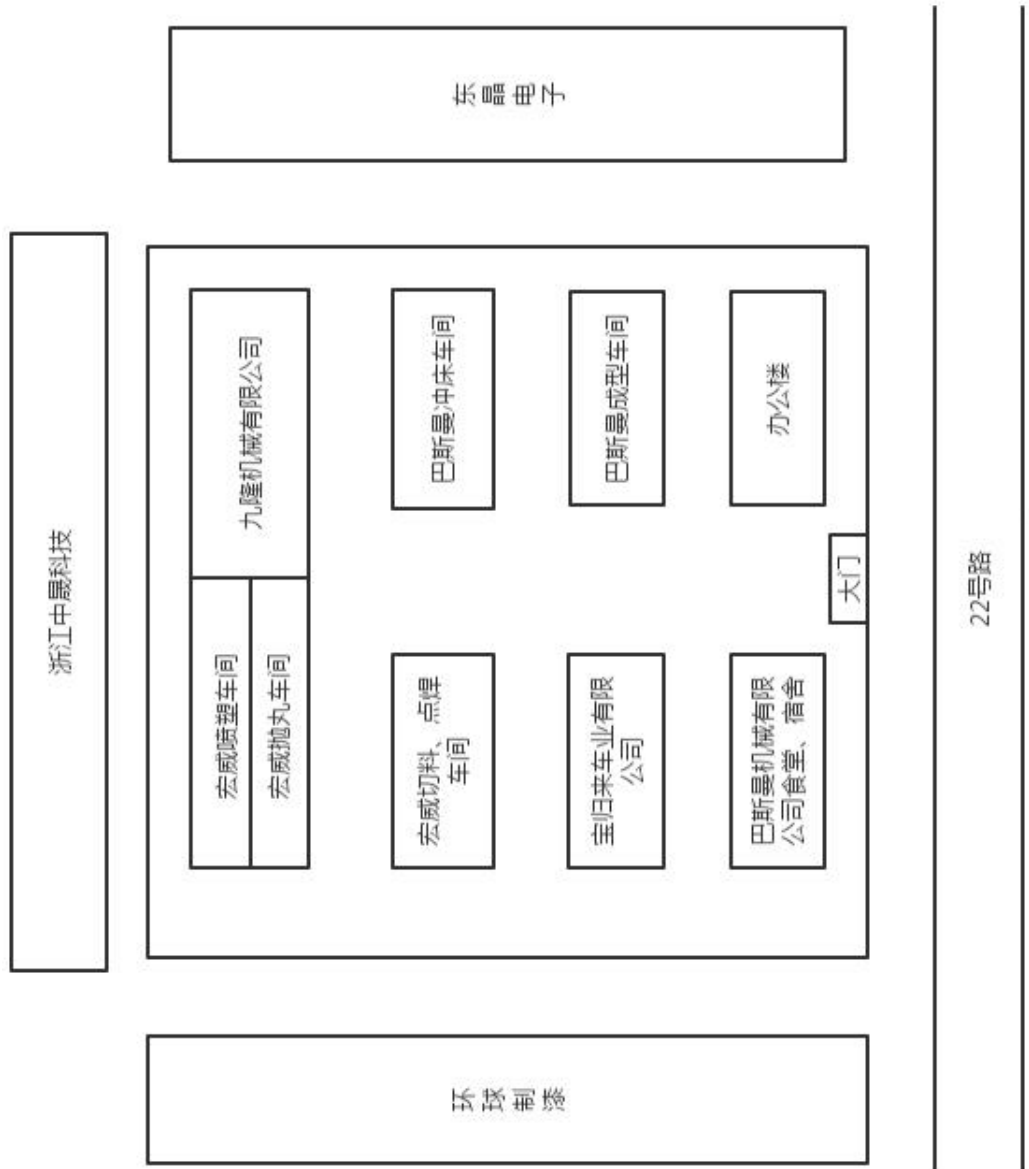 浙江中晟科技
宏威喷塑车间
宏威抛丸车间
九隆机械有限公司
宏威切料、点焊
车间
巴斯曼冲床车间
环球制漆
东晶电子
宝归来车业有限
公司
巴斯曼成型车间
巴斯曼机械有限
公司食堂、宿舍
办公楼
大门
22号路